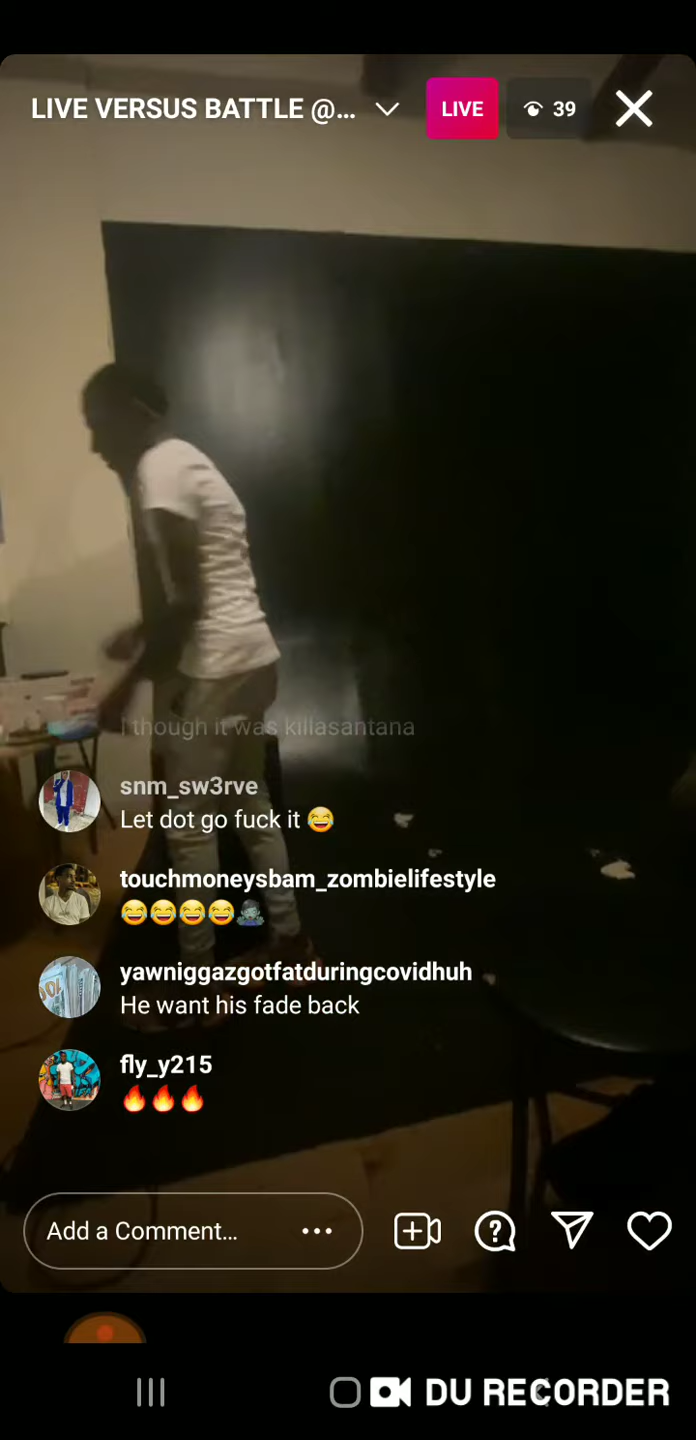 LIVE VERSUS BATTLE @...
LIVE
39
I though it was killasantana
snm_sw3rve
Let dot go fuck it 😂
touchmoneysbam_zombielifestyle
😂😂😂😂🧟‍♂️
yawniggazgotfatduringcovidhuh
He want his fade back
fly_y215
🔥🔥🔥
Add a Comment...
DU RECORDER